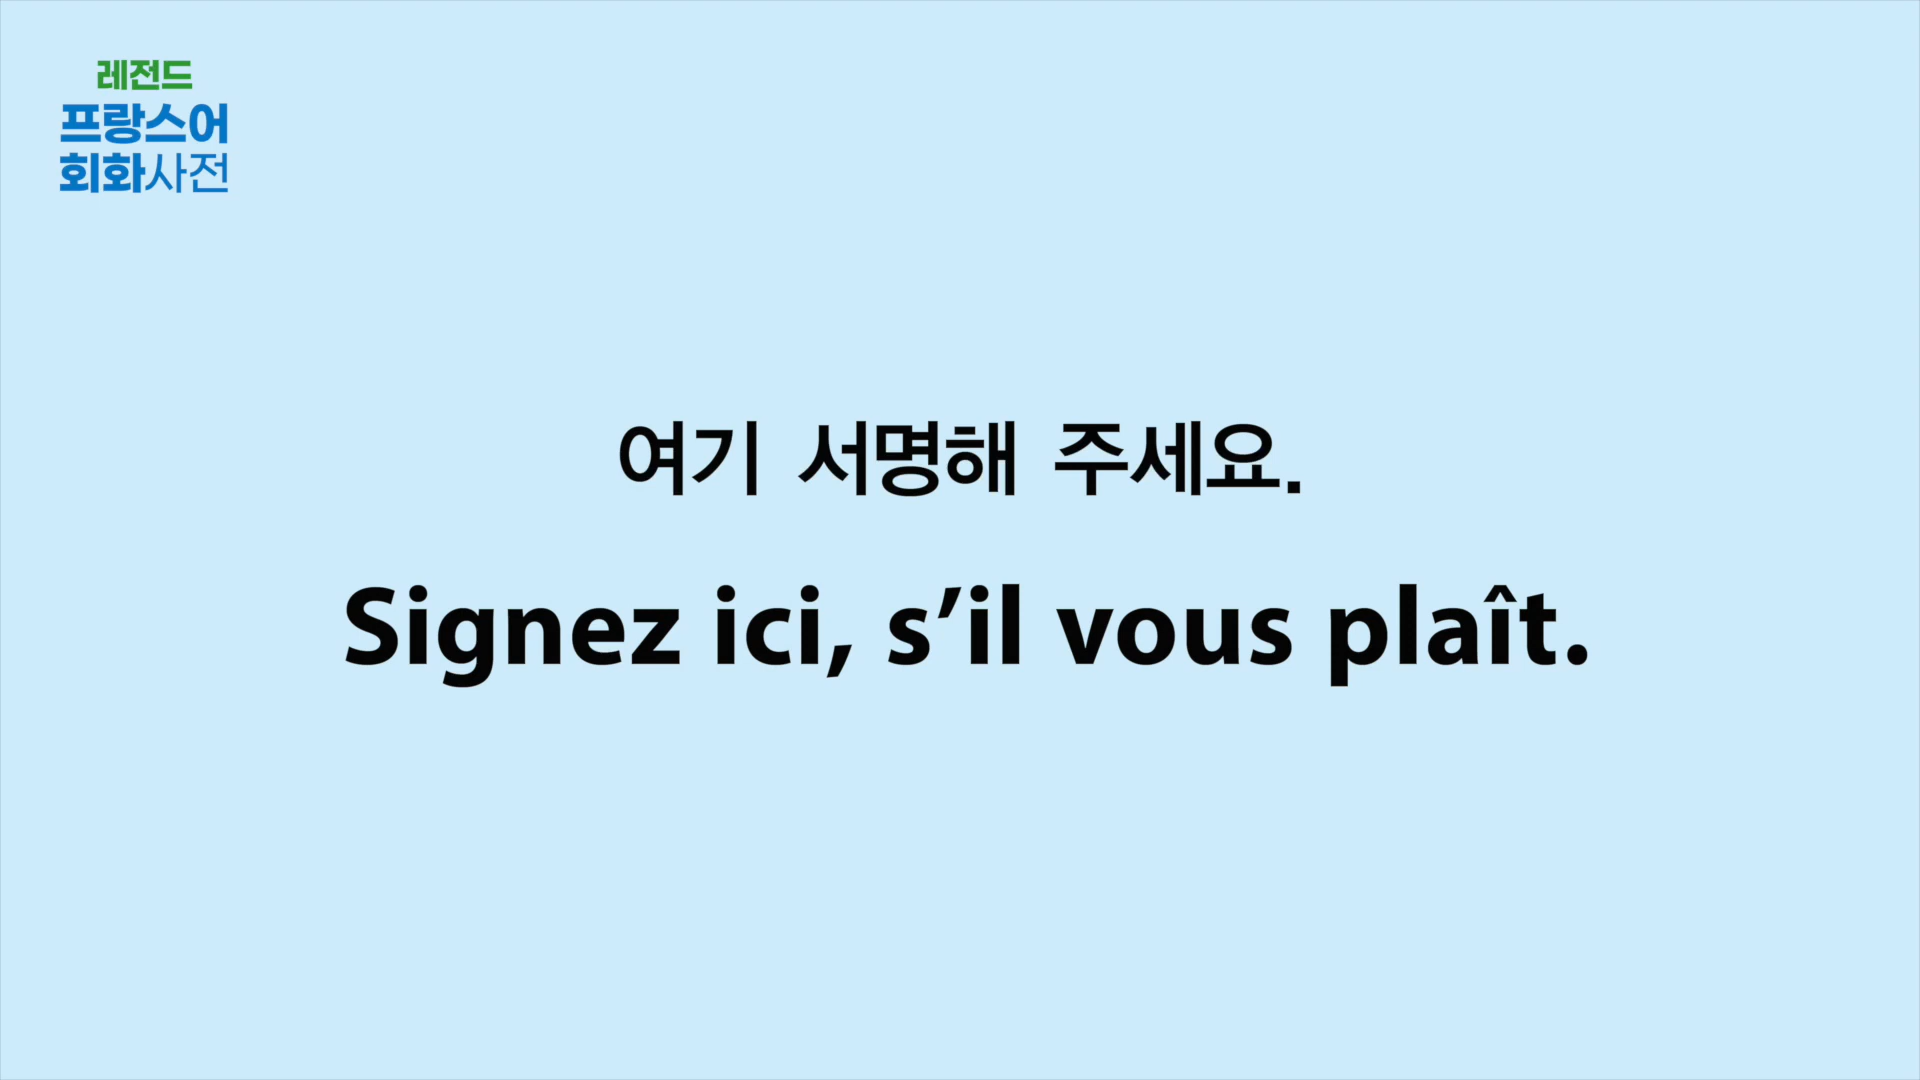 레전드
프랑스어
회화사전
여기 서명해 주세요.
Signez ici, s’il vous plaît.